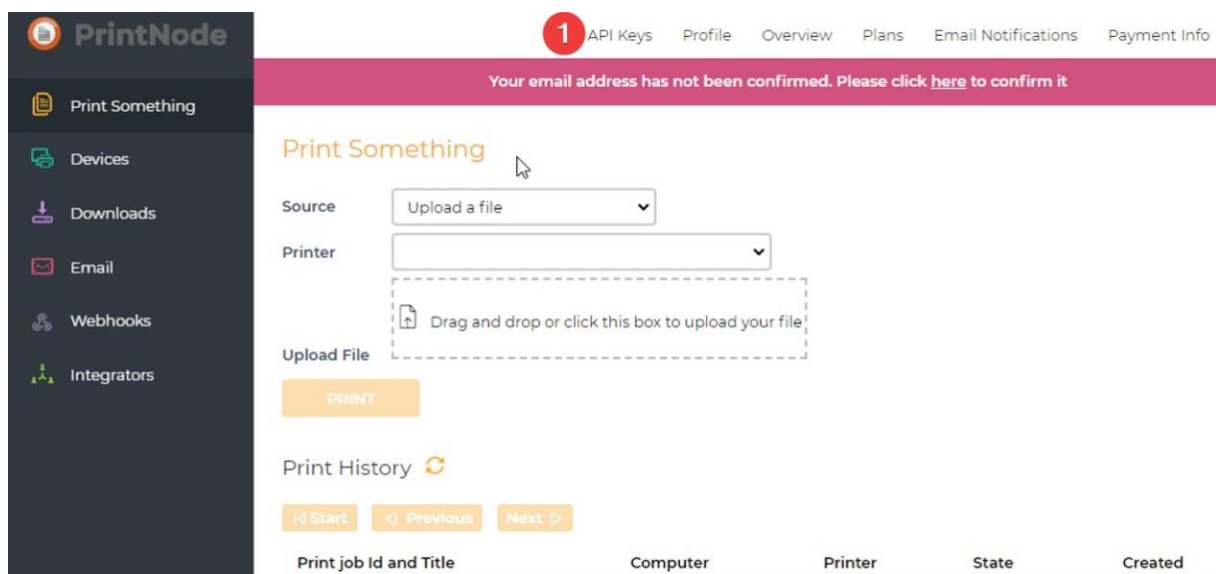 PrintNode
1 API Keys Profile Overview Plans Email Notifications Payment Info
Your email address has not been confirmed. Please click here to confirm it
Print Something
Devices
Downloads
Email
Webhooks
Integrators
Print Something
Source Upload a file
Printer
Drag and drop or click this box to upload your file
Upload File
PRINT
Print History
Start Previous Next
Print job Id and Title Computer Printer State Created